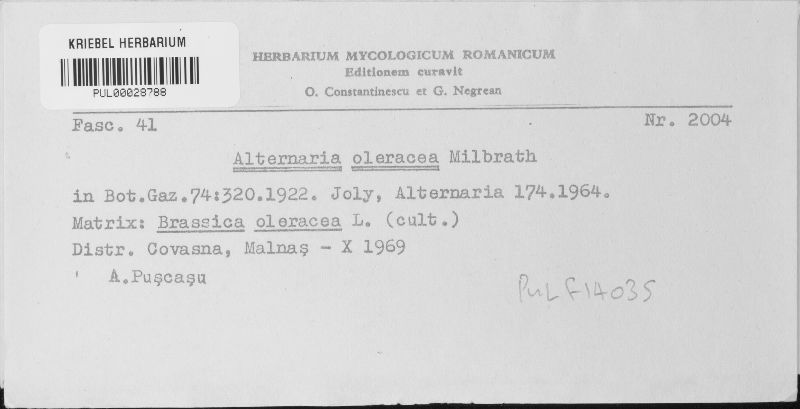 KRIEBEL HERBARIUM
PUL00028788
HERBARIUM MYCOLOGICUM ROMANICUM
Editionem curavit
O. Constantinescu et G. Negrean
Fasc. 41
Nr. 2004
Alternaria oleracea Milbrath
in Bot.Gaz.74:320.1922. Joly, Alternaria 174.1964.
Matrix: Brassica oleracea L. (cult.)
Distr. Covasna, Malnaş - X 1969
A.Puşcaşu
PUL F14035